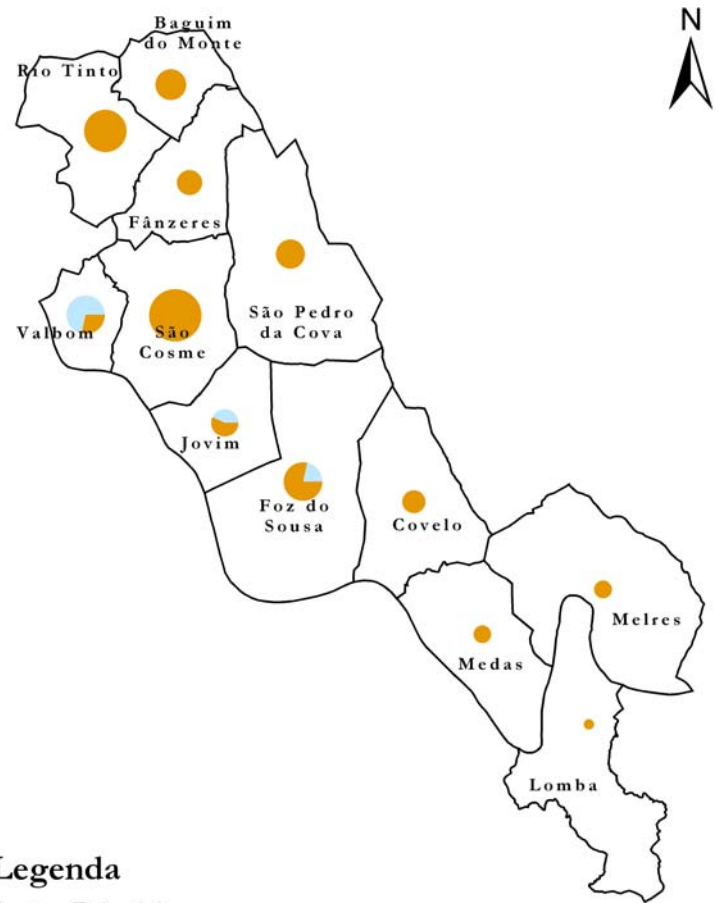 N
Baguim
do Monte
Rio Tinto
Fânzeres
São Pedro
da Cova
Valbom
São
Cosme
Jovim
Foz do
Sousa
Covelo
Melres
Medas
Lomba
Legenda